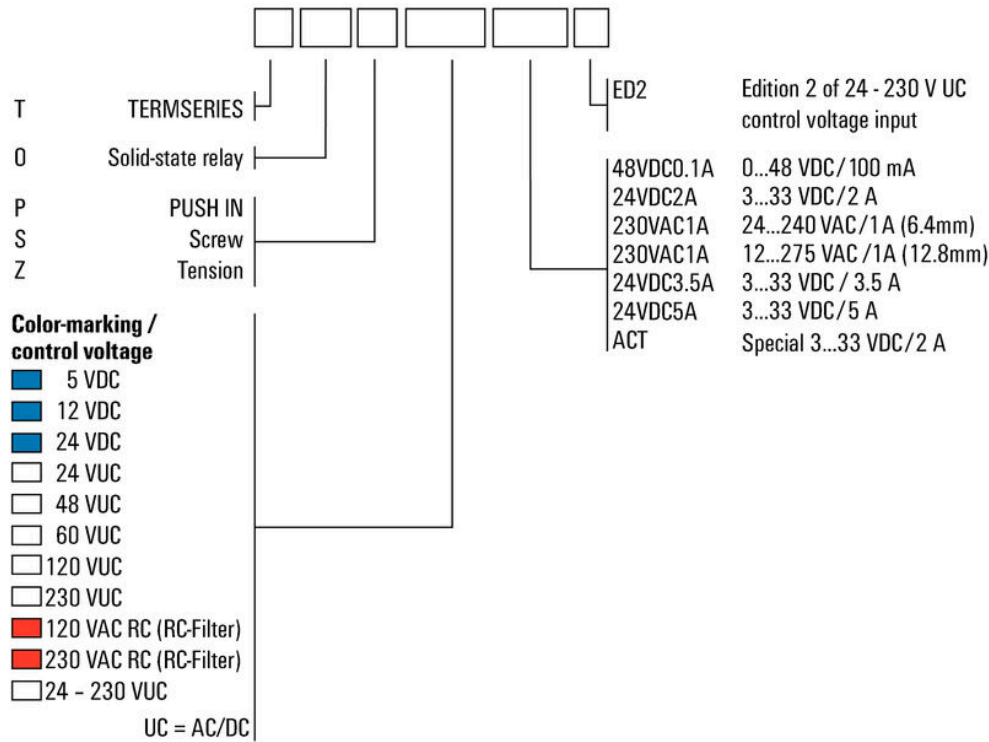 T TERMSERIES
O Solid-state relay
P PUSH IN
S Screw
Z Tension
Color-marking /
control voltage
5 VDC
12 VDC
24 VDC
24 VUC
48 VUC
60 VUC
120 VUC
230 VUC
120 VAC RC (RC-Filter)
230 VAC RC (RC-Filter)
24 – 230 VUC
UC = AC/DC
ED2 Edition 2 of 24 - 230 V UC
control voltage input
48VDC0.1A 0...48 VDC/100 mA
24VDC2A 3...33 VDC/2 A
230VAC1A 24...240 VAC/1A (6.4mm)
230VAC1A 12...275 VAC/1A (12.8mm)
24VDC3.5A 3...33 VDC / 3.5 A
24VDC5A 3...33 VDC/5 A
ACT Special 3...33 VDC/2 A